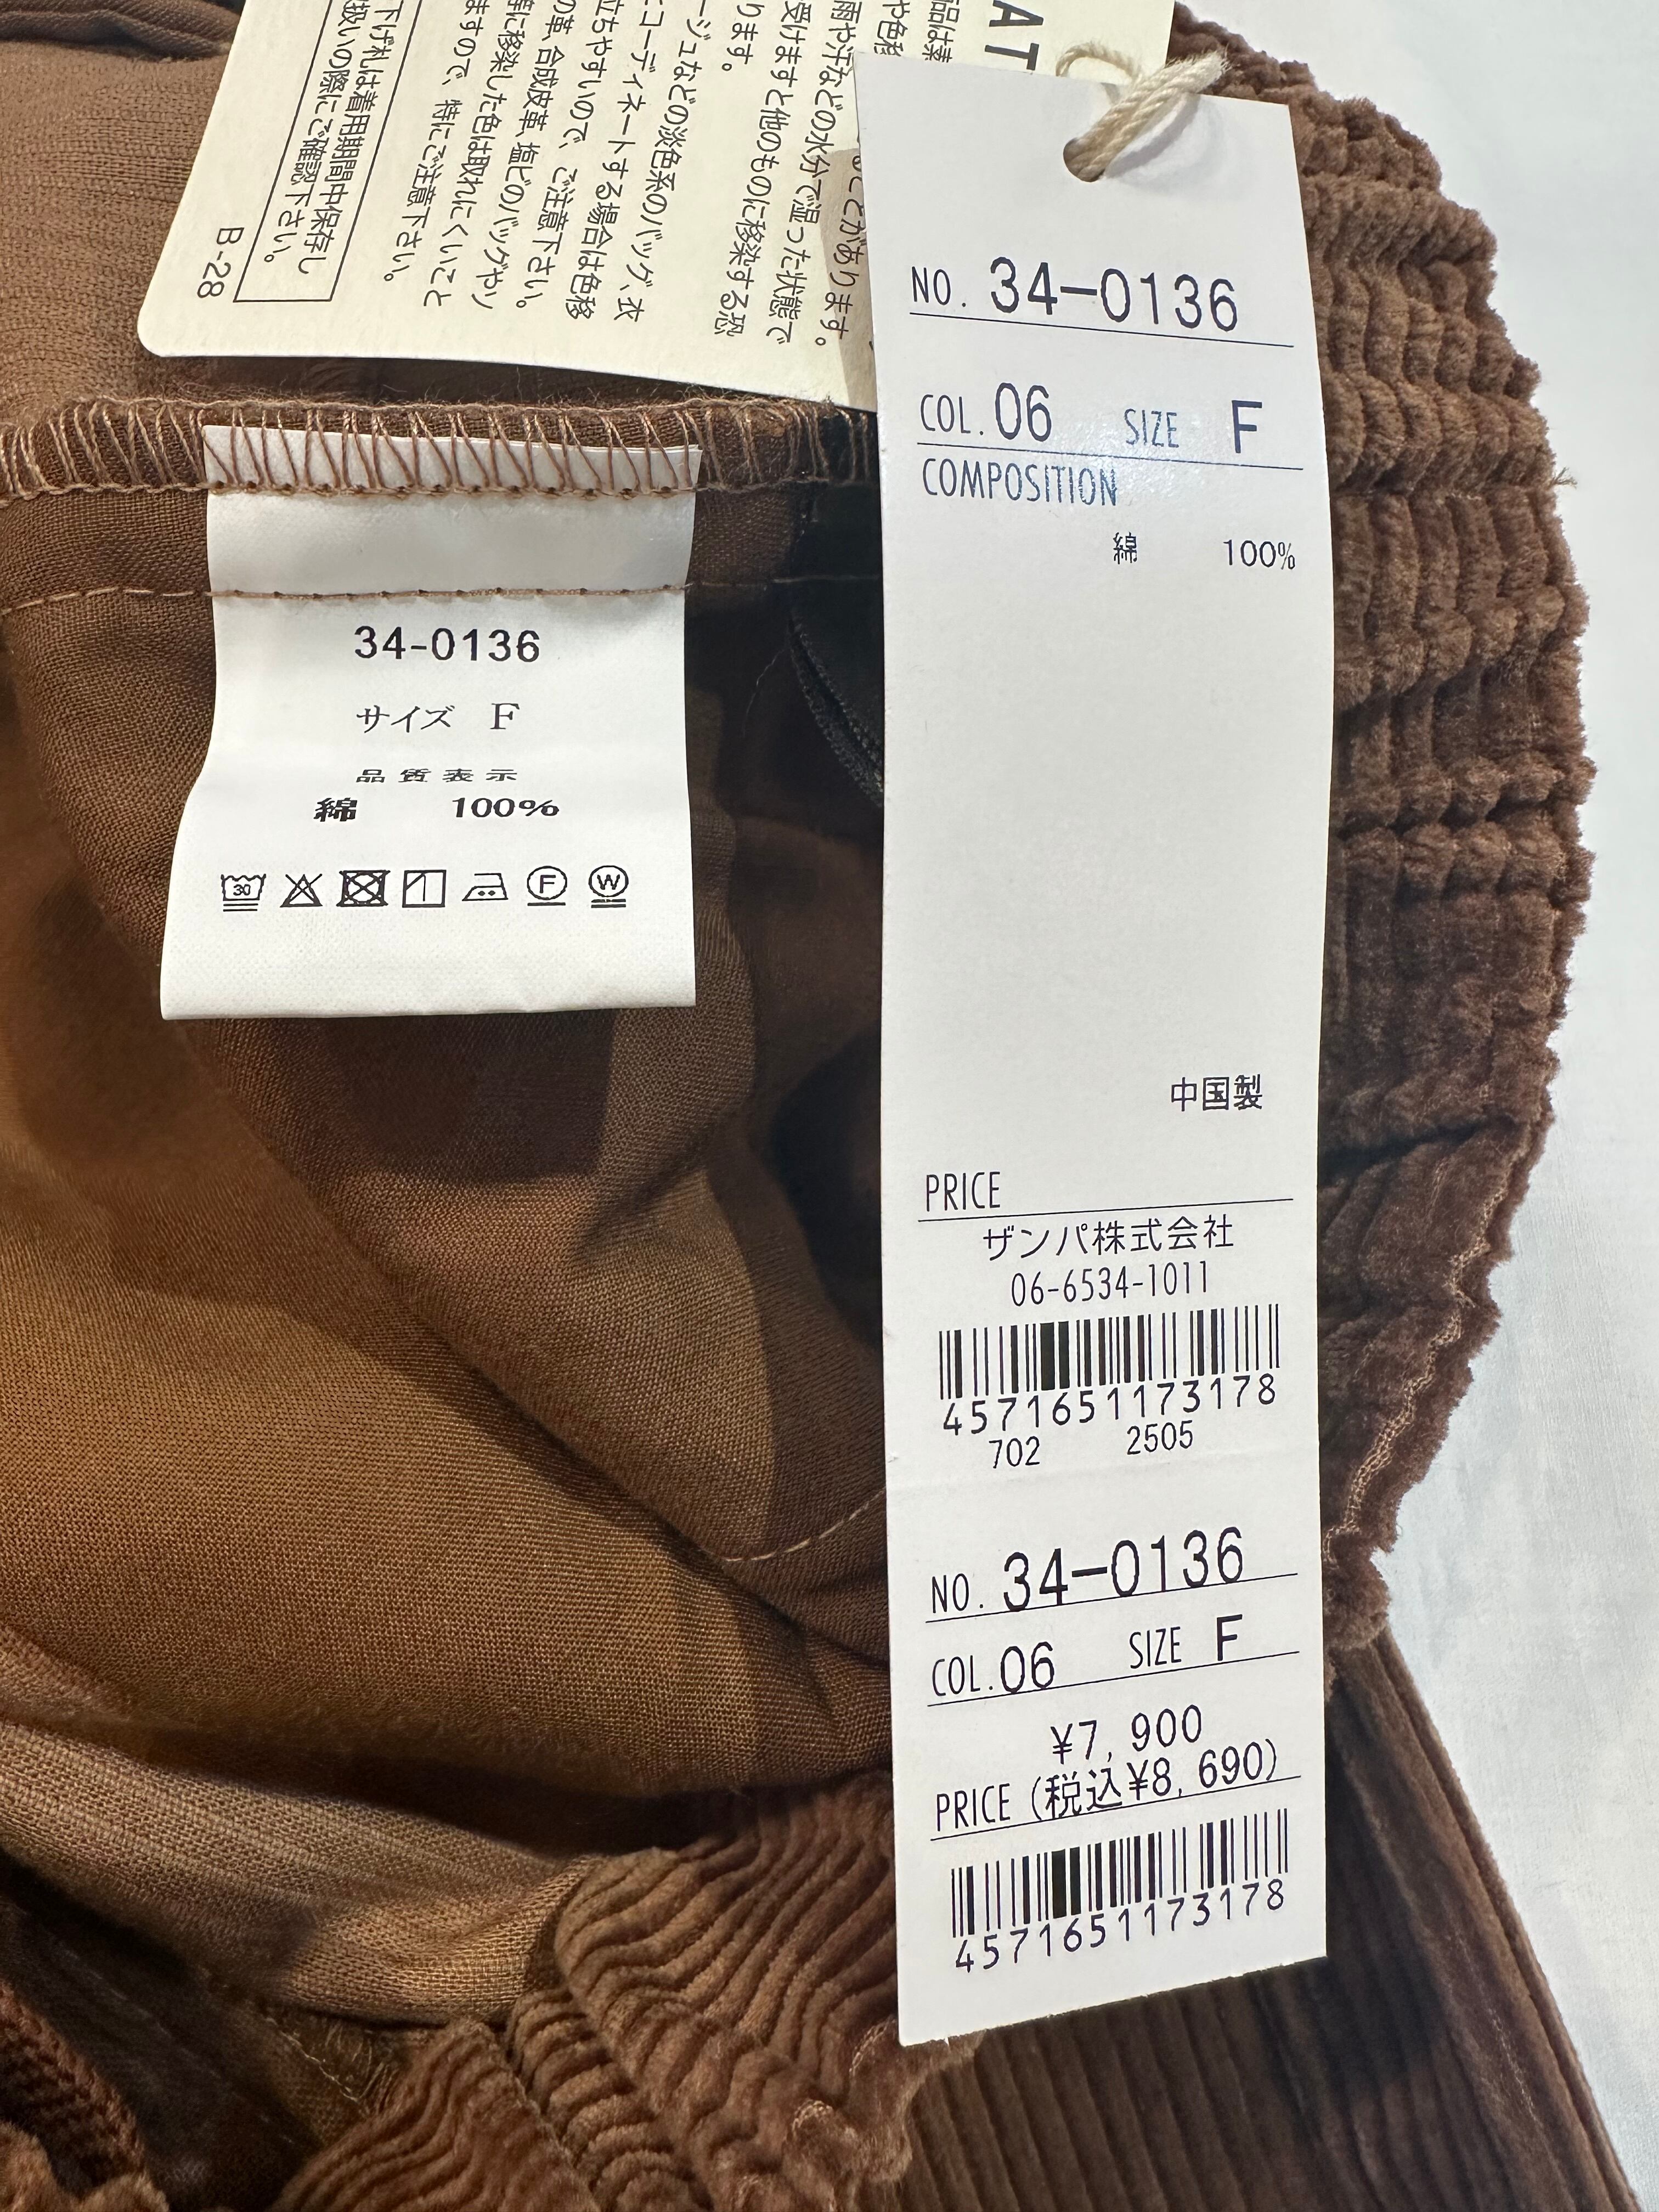 AT
や色移
雨や汗などの水分で湿った状態で
受けますと他のものに移染する恐
ります。
ージュなどの淡色系のバッグ、衣
コーディネートする場合は色移
立ちやすいので、ご注意下さい。
の革、合成皮革、塩ビのバッグやソ
に移染した色は取れにくいこと
ますので、特にご注意下さい。
下げ札は着用期間中保存し
扱いの際にご確認下さい。
B-28
34-0136
サイズ F
品質表示
綿 100%
30
F
W
NO. 34-0136
COL. 06 SIZE F
COMPOSITION
綿 100%
中国製
PRICE
ザンパ株式会社
06-6534-1011
4571651173178
702 2505
NO. 34-0136
COL. 06 SIZE F
¥7,900
PRICE (税込¥8,690)
4571651173178